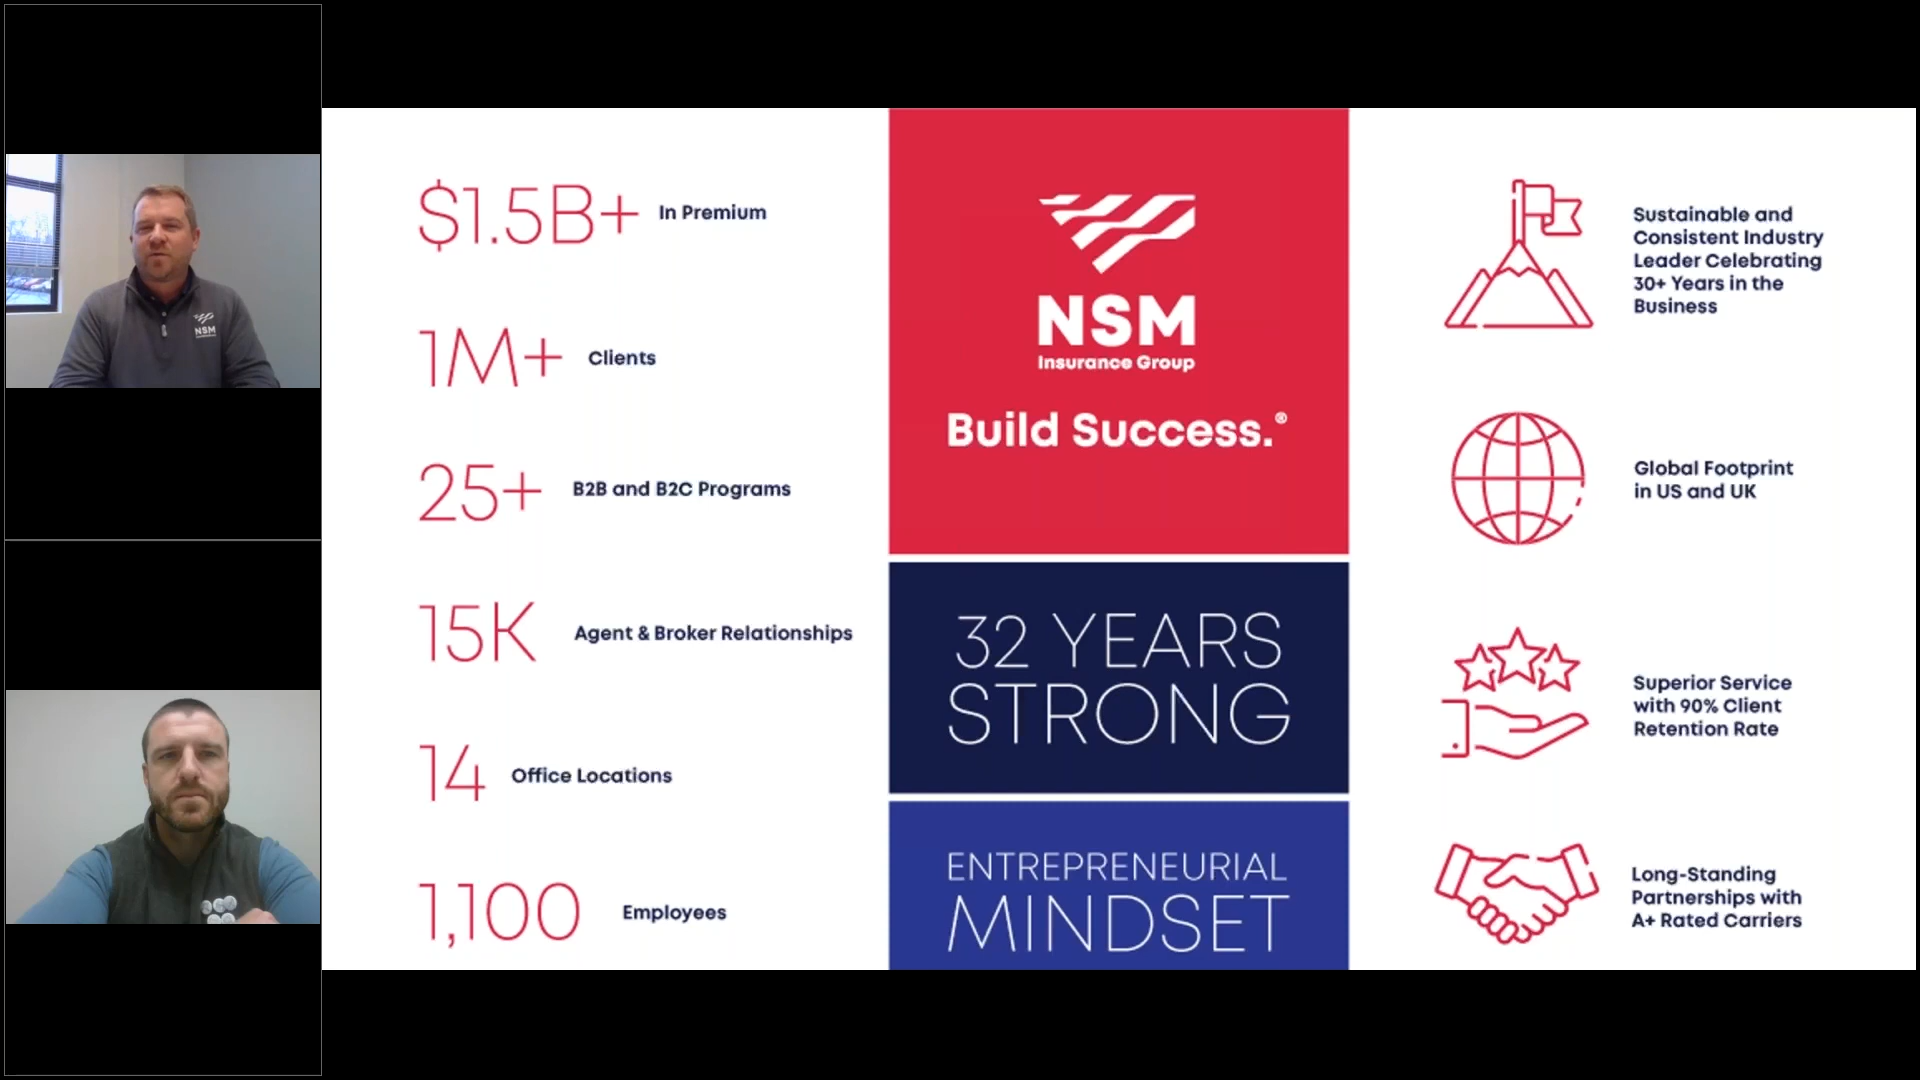 NSM
$1.5B+ In Premium
1M+ Clients
25+ B2B and B2C Programs
15K Agent & Broker Relationships
14 Office Locations
1,100 Employees
NSM
Insurance Group
Build Success.®
32 YEARS
STRONG
ENTREPRENEURIAL
MINDSET
Sustainable and
Consistent Industry
Leader Celebrating
30+ Years in the
Business
Global Footprint
in US and UK
Superior Service
with 90% Client
Retention Rate
Long-Standing
Partnerships with
A+ Rated Carriers